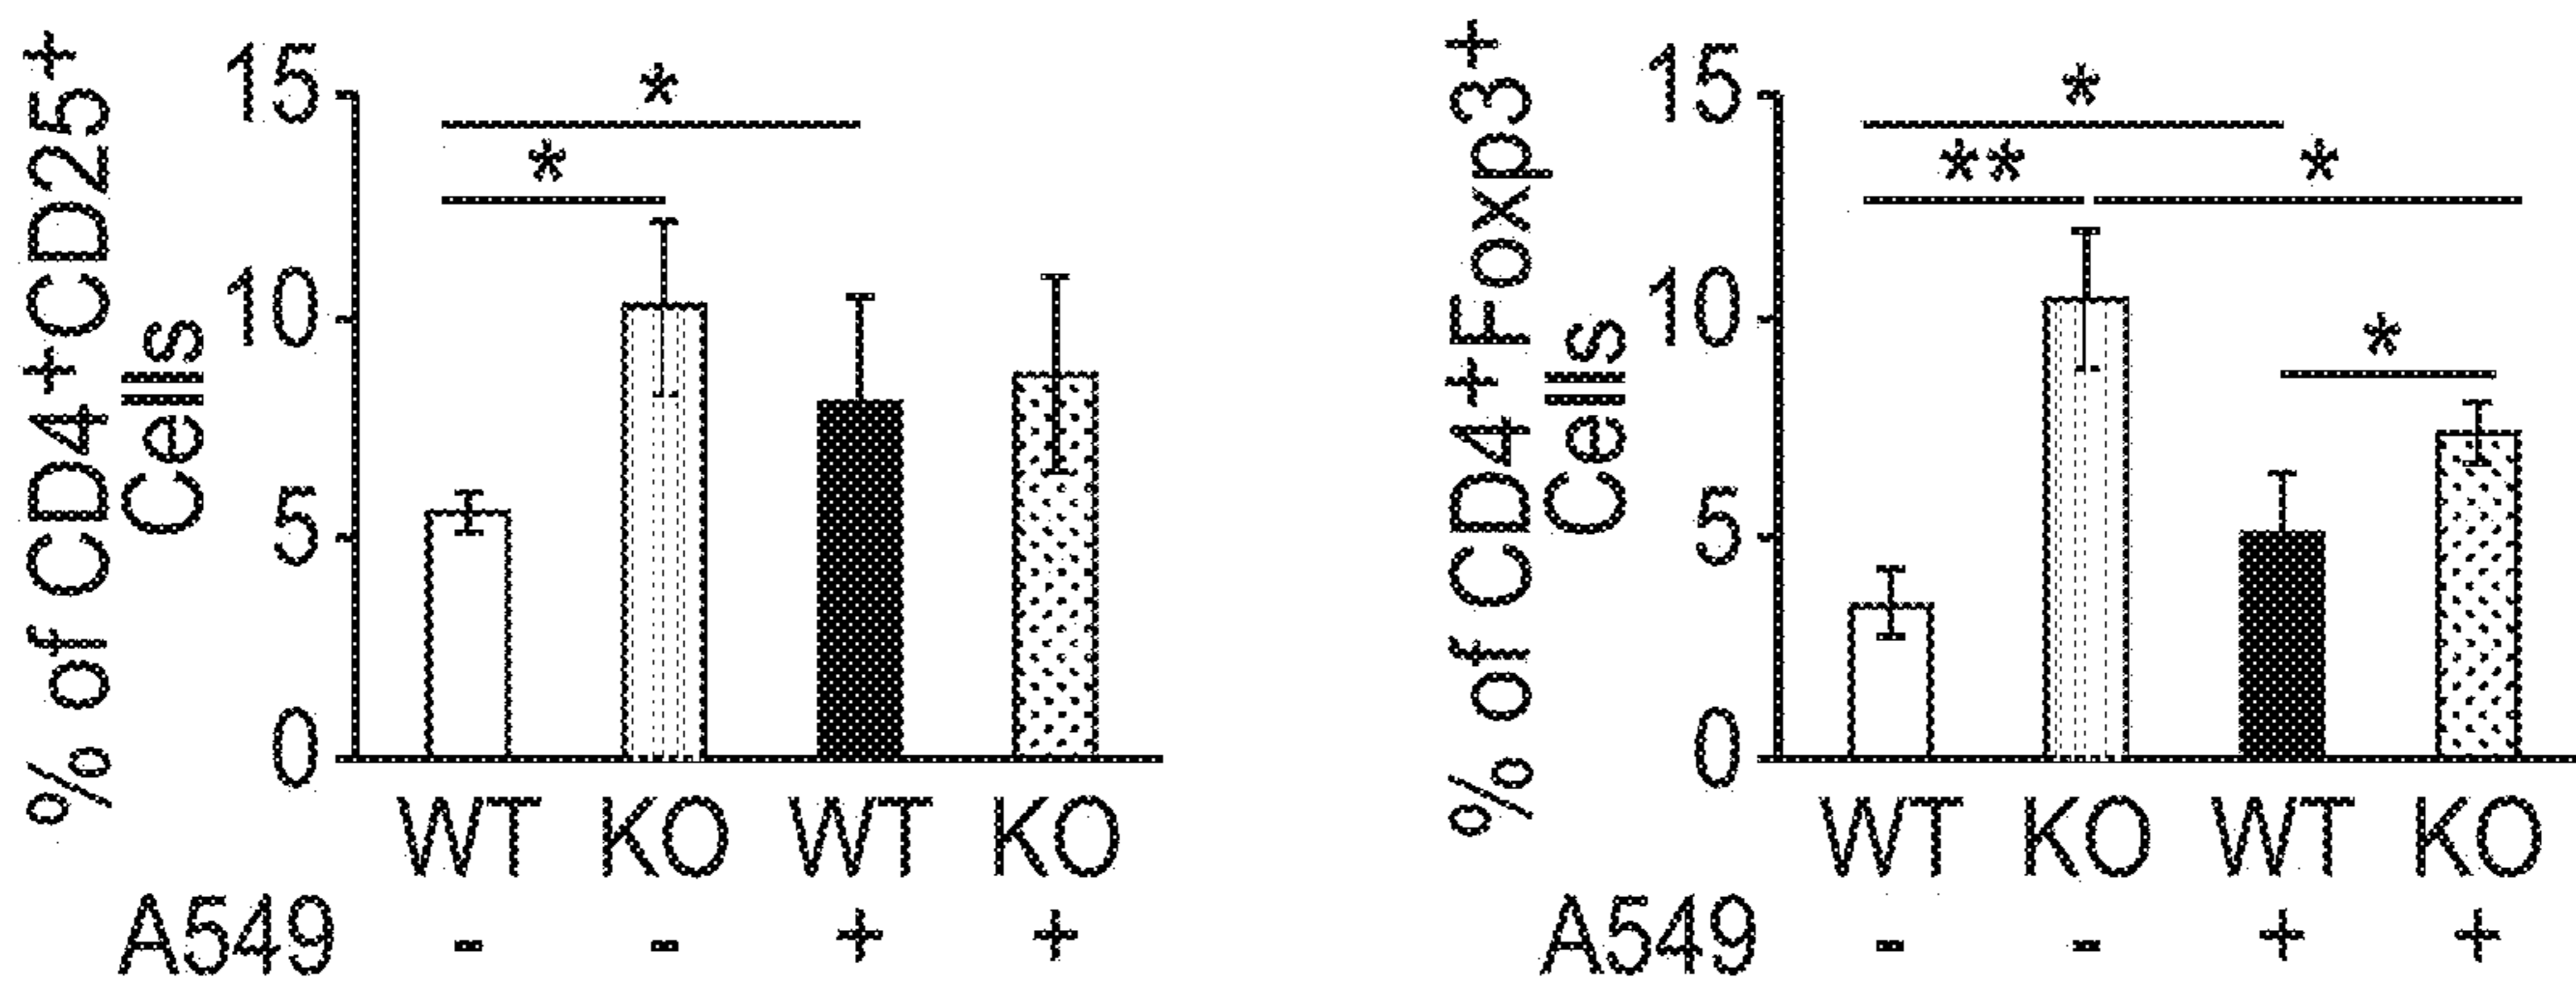 % of CD4+CD25+
Cells
15
10
5
0
*
*
WT KO WT KO
A549 - - + +
% of CD4+Foxp3+
Cells
15
10
5
0
*
** *
*
WT KO WT KO
A549 - - + +